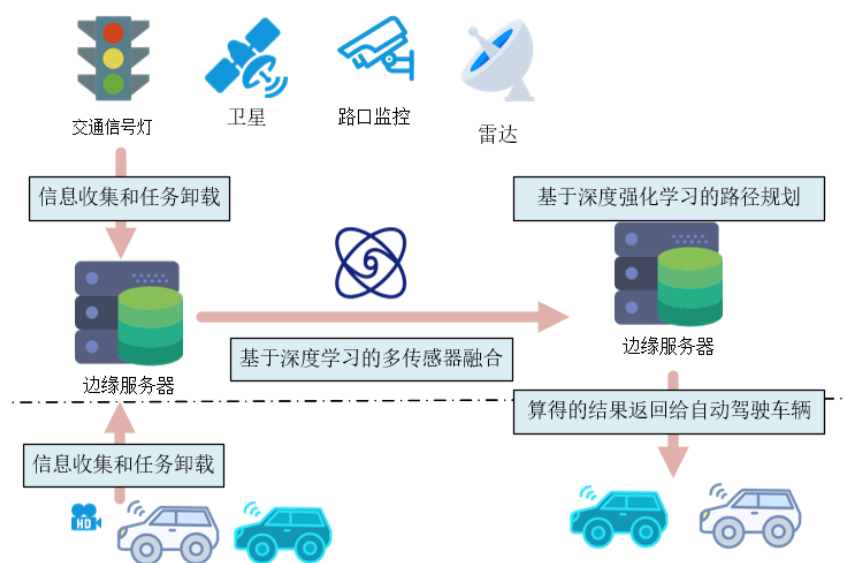 交通信号灯
卫星
路口监控
雷达
信息收集和任务卸载
基于深度强化学习的路径规划
边缘服务器
基于深度学习的多传感器融合
边缘服务器
算得的结果返回给自动驾驶车辆
信息收集和任务卸载
HD